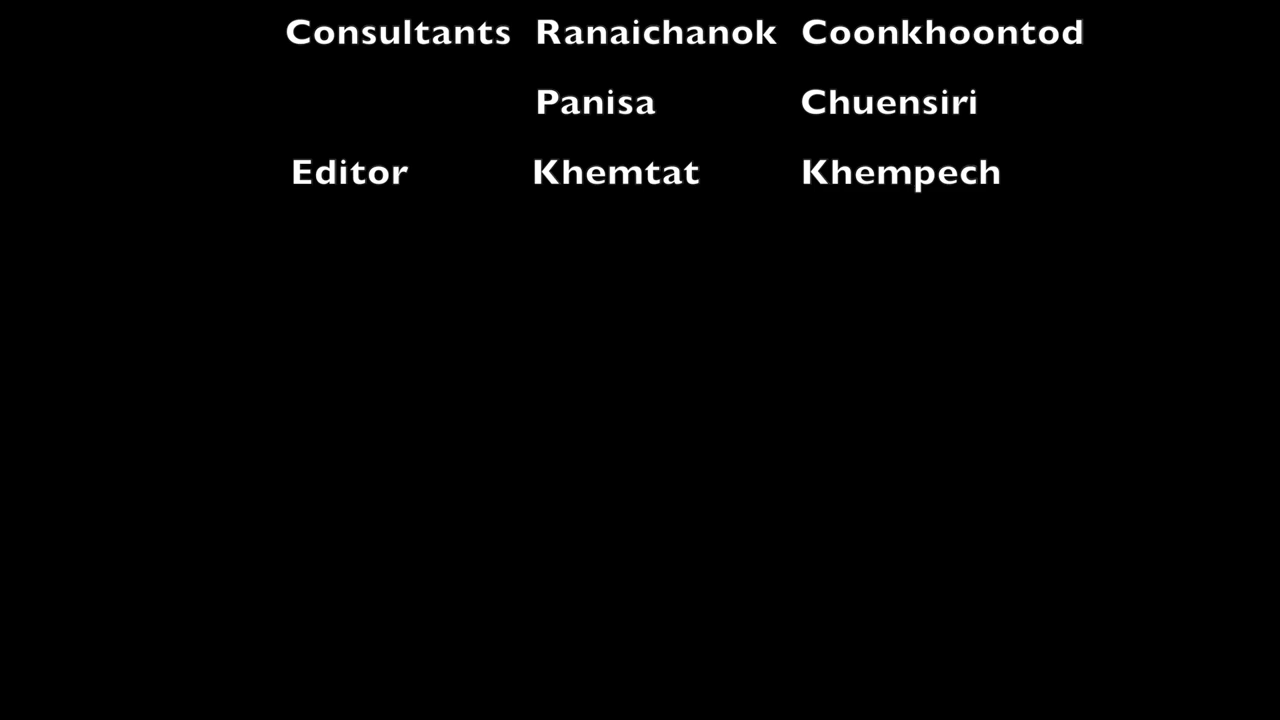 Consultants Ranaichanok Coonkhoontod
Panisa Chuensiri
Editor Khemtat Khempech